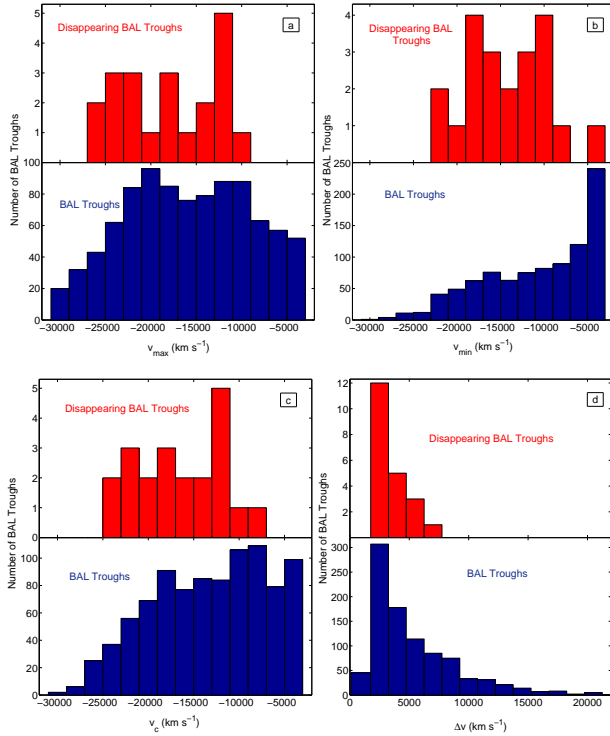 a
Disappearing BAL Troughs
5
4
3
2
1
100
BAL Troughs
80
60
40
20
0
Number of BAL Troughs
−30000 −25000 −20000 −15000 −10000 −5000
v_max (km s⁻¹)
b
Disappearing BAL
Troughs
4
3
2
1
250
BAL Troughs
200
150
100
50
0
Number of BAL Troughs
−30000 −25000 −20000 −15000 −10000 −5000
v_min (km s⁻¹)
c
Disappearing BAL Troughs
5
4
3
2
1
0
BAL Troughs
100
80
60
40
20
0
Number of BAL Troughs
−30000 −25000 −20000 −15000 −10000 −5000
v_c (km s⁻¹)
d
Disappearing BAL Troughs
12
10
8
6
4
2
0
BAL Troughs
300
250
200
150
100
50
0
Number of BAL Troughs
0 5000 10000 15000 20000
Δv (km s⁻¹)